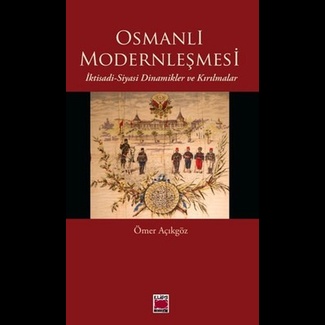 OSMANLI
MODERNLEŞMESİ
İktisadi-Siyasi Dinamikler ve Kırılmalar
Ömer Açıkgöz